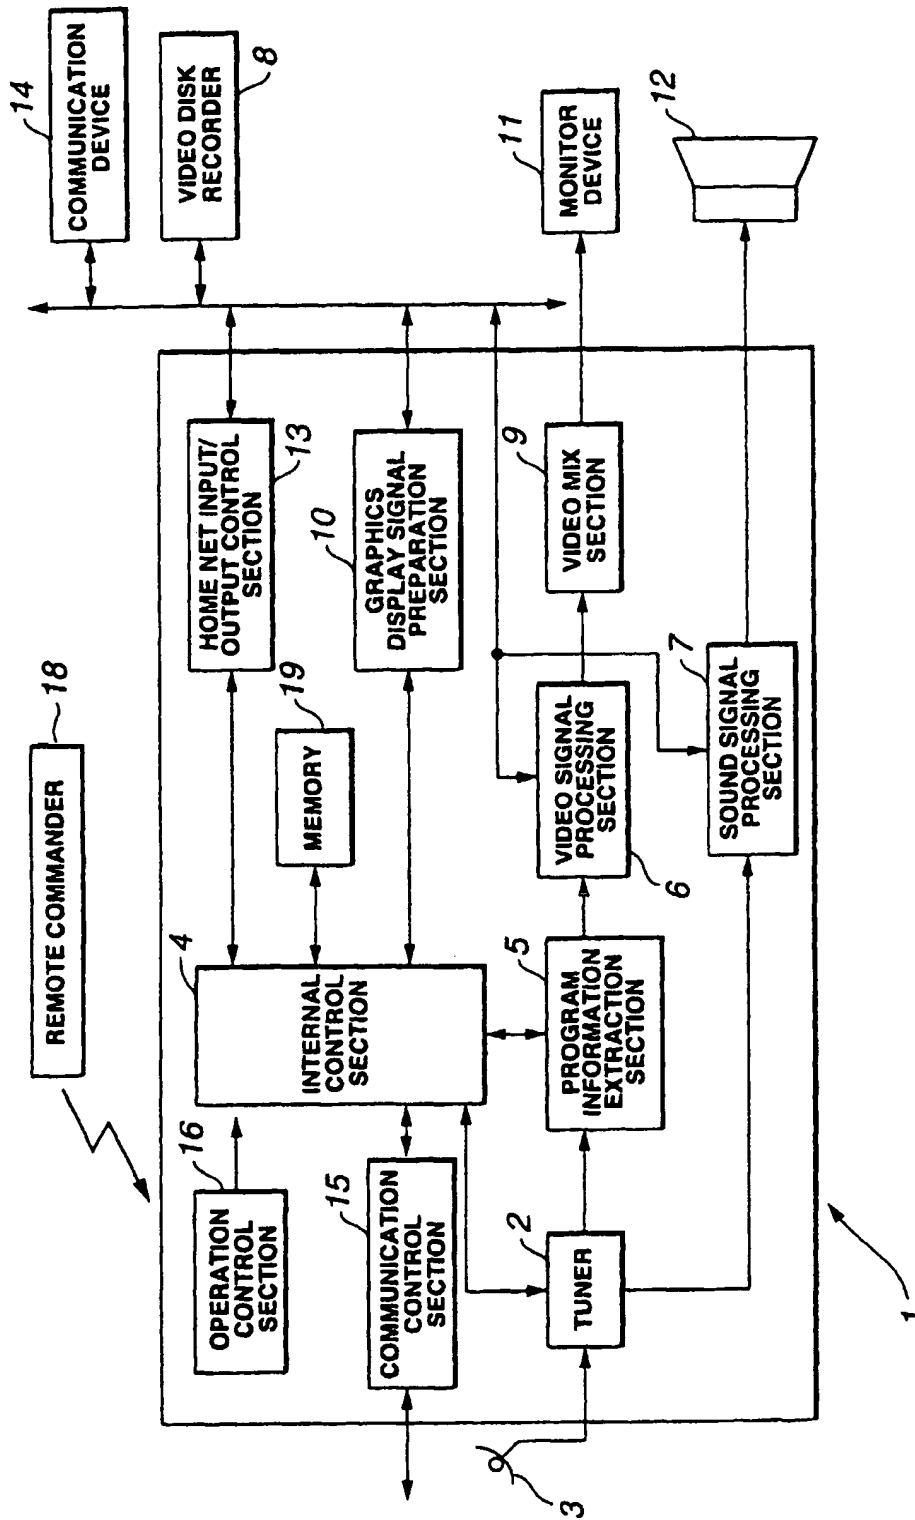 14
COMMUNICATION
DEVICE
VIDEO DISK
RECORDER
8
REMOTE COMMANDER
18
11
MONITOR
DEVICE
12
OPERATION
CONTROL
SECTION
16
4
INTERNAL
CONTROL
SECTION
HOME NET INPUT/
OUTPUT CONTROL
SECTION
13
MEMORY
19
15
COMMUNICATION
CONTROL
SECTION
10
GRAPHICS
DISPLAY SIGNAL
PREPARATION
SECTION
3
2
TUNER
5
PROGRAM
INFORMATION
EXTRACTION
SECTION
VIDEO SIGNAL
PROCESSING
SECTION
6
9
VIDEO MIX
SECTION
7
SOUND SIGNAL
PROCESSING
SECTION
1